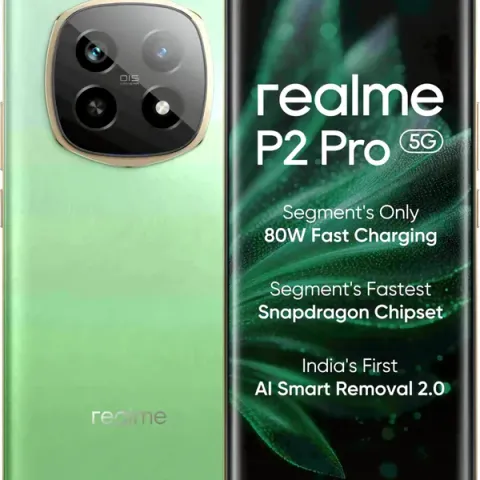 OIS
realme
realme
P2 Pro 5G
Segment's Only
80W Fast Charging
Segment's Fastest
Snapdragon Chipset
India's First
AI Smart Removal 2.0